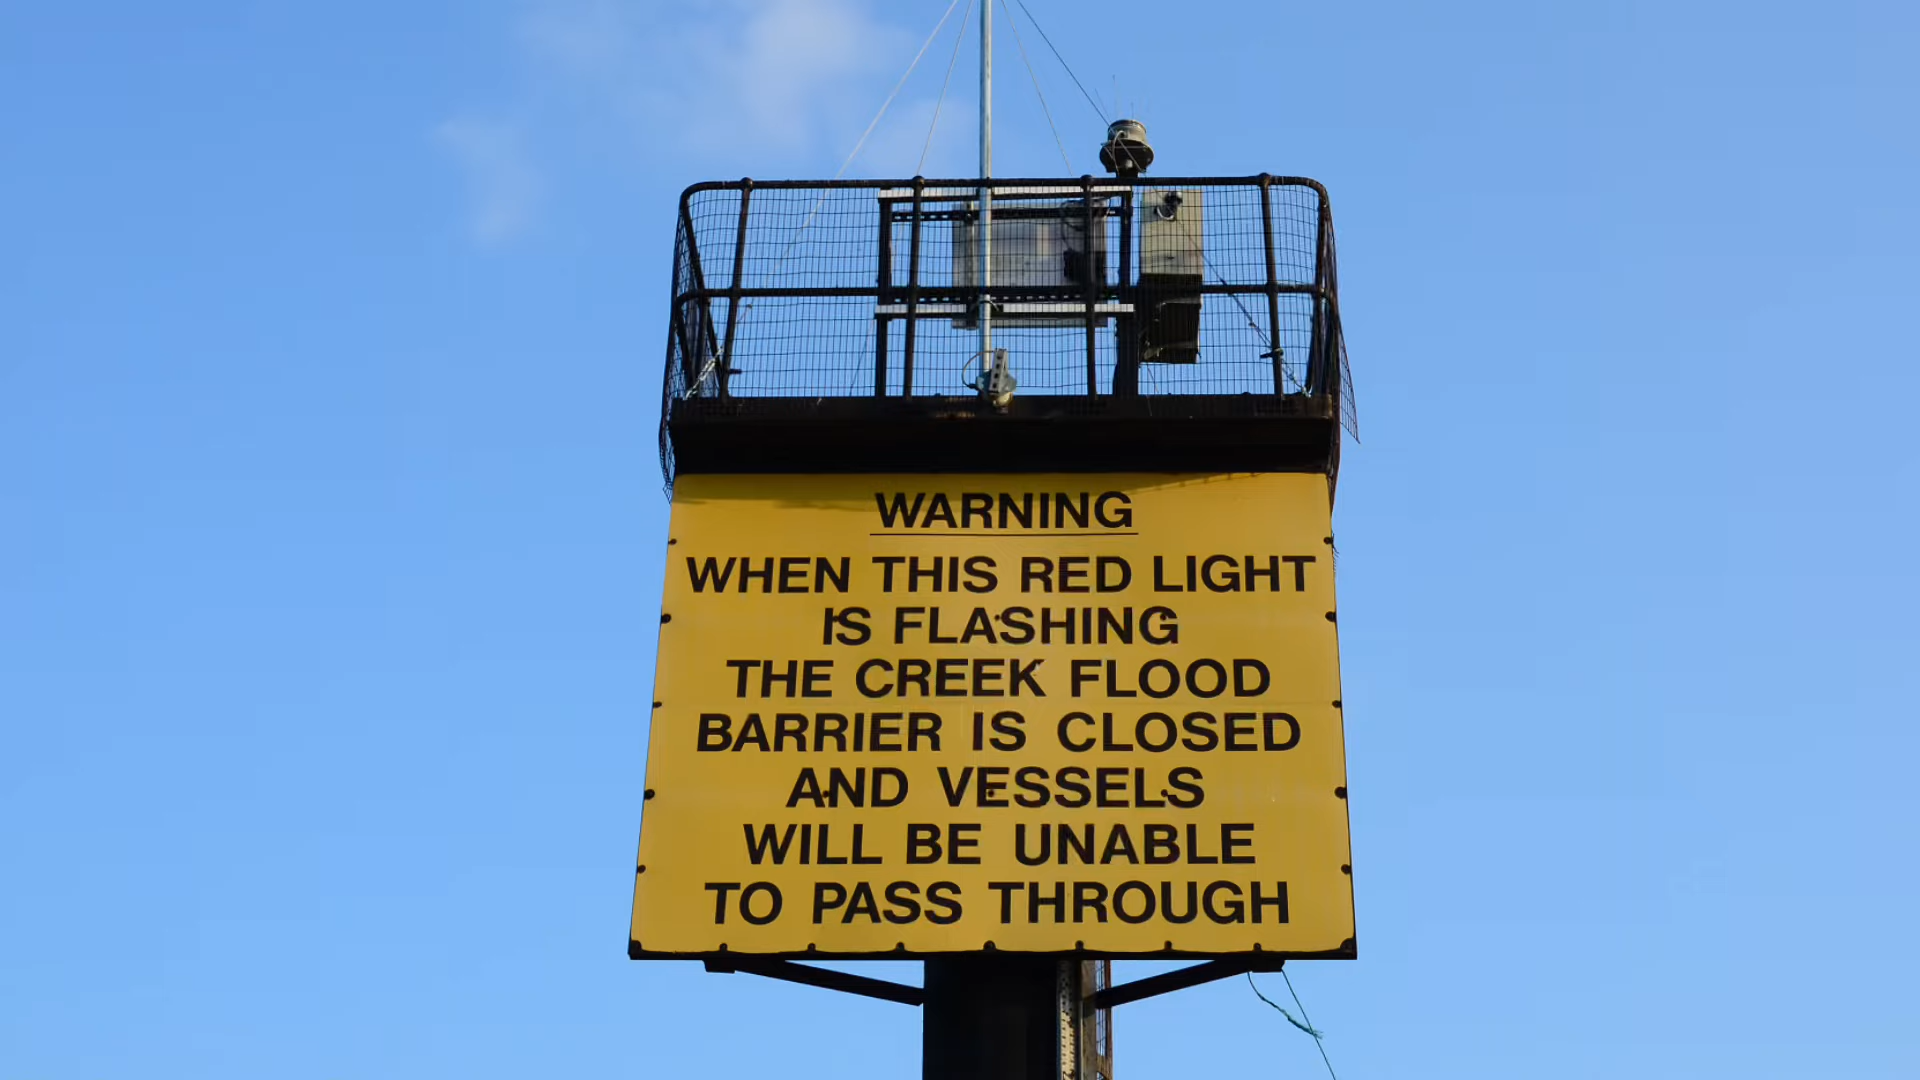 WARNING
WHEN THIS RED LIGHT
IS FLASHING
THE CREEK FLOOD
BARRIER IS CLOSED
AND VESSELS
WILL BE UNABLE
TO PASS THROUGH